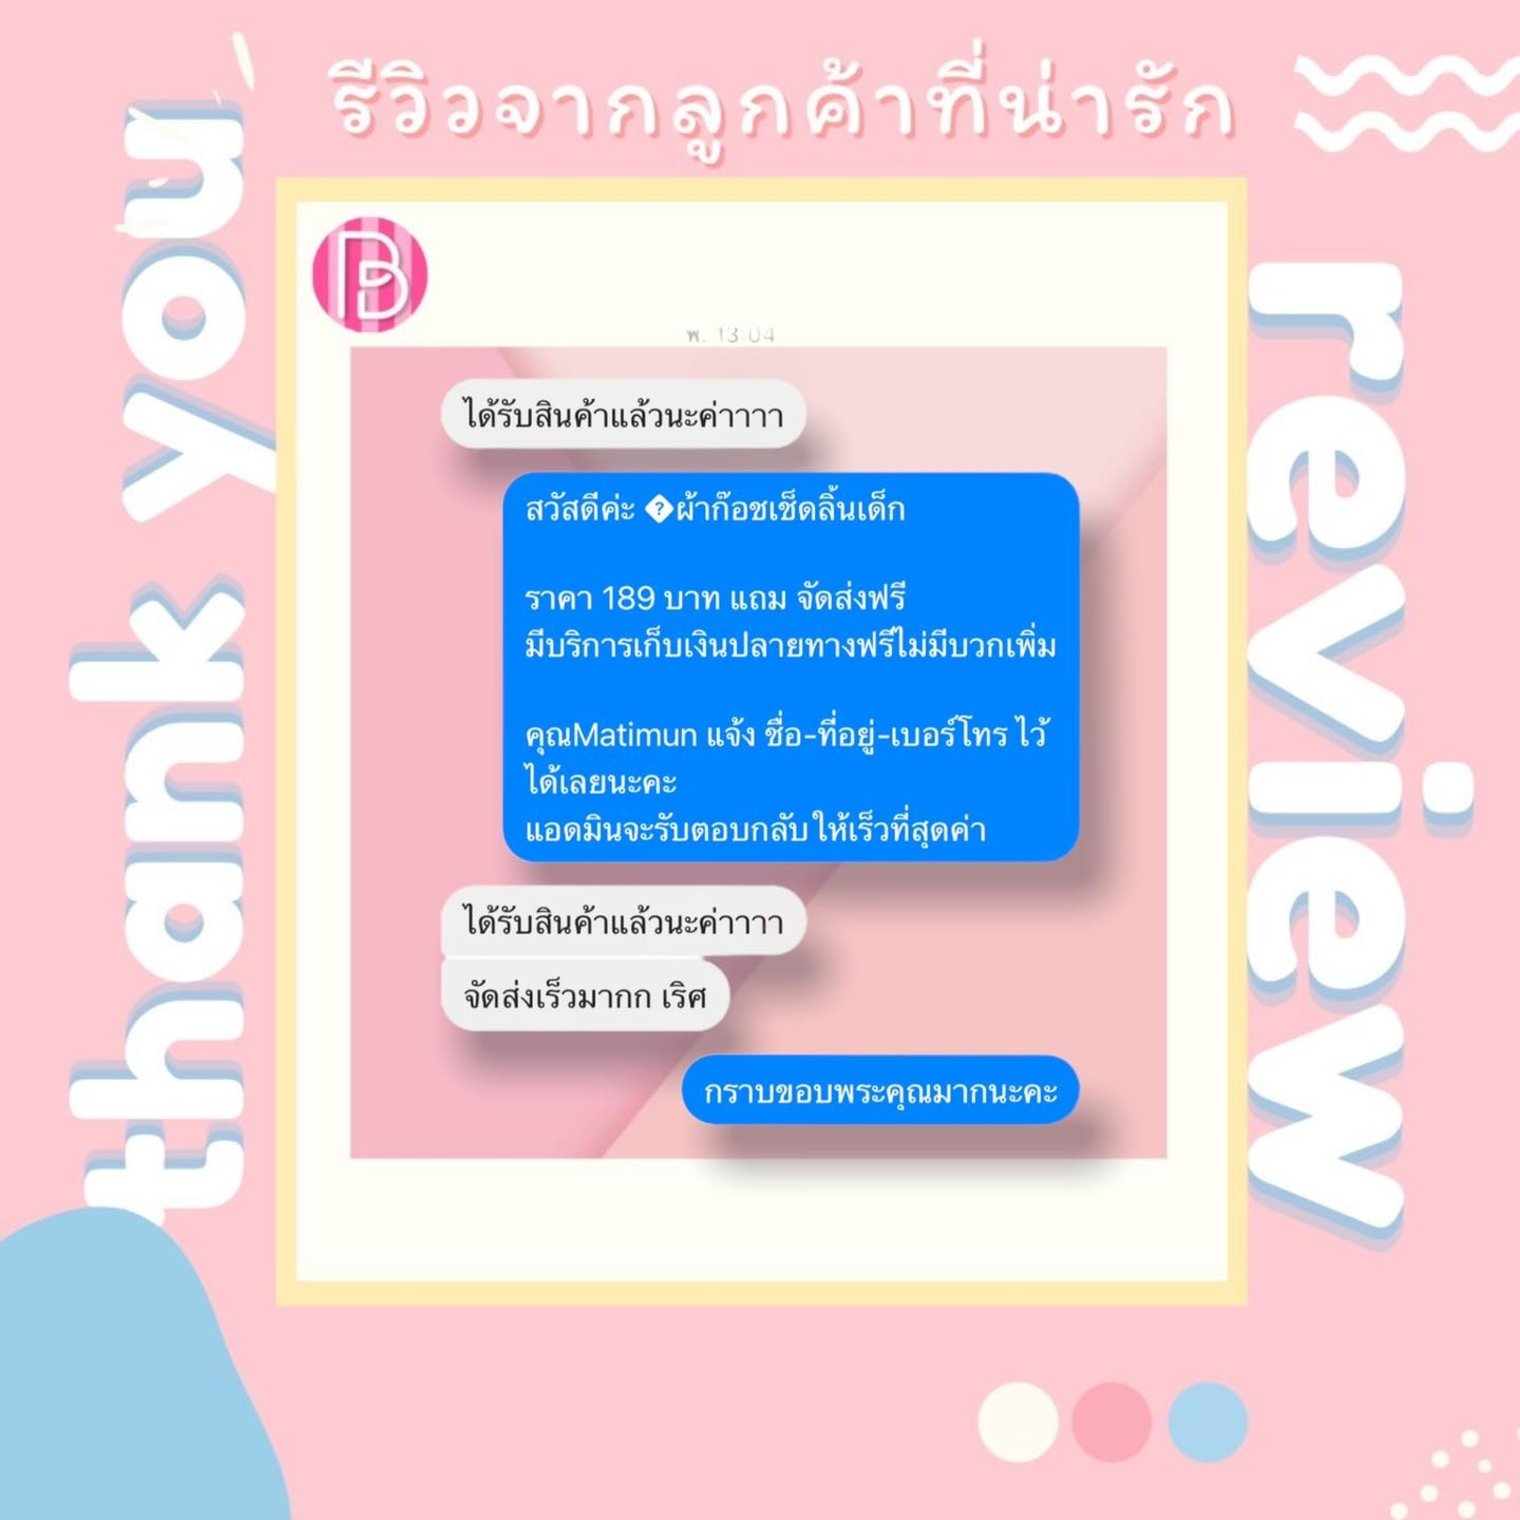 รีวิวจากลูกค้าที่น่ารัก
thank you
review
B
พ. 13:04
ได้รับสินค้าแล้วนะค่าาาา
สวัสดีค่ะ �ผ้าก๊อชเช็ดลิ้นเด็ก
ราคา 189 บาท แถม จัดส่งฟรี
มีบริการเก็บเงินปลายทางฟรีไม่มีบวกเพิ่ม
คุณMatimun แจ้ง ชื่อ-ที่อยู่-เบอร์โทร ไว้
ได้เลยนะคะ
แอดมินจะรับตอบกลับ ให้เร็วที่สุดค่า
ได้รับสินค้าแล้วนะค่าาาา
จัดส่งเร็วมากก เริศ
กราบขอบพระคุณมากนะคะ